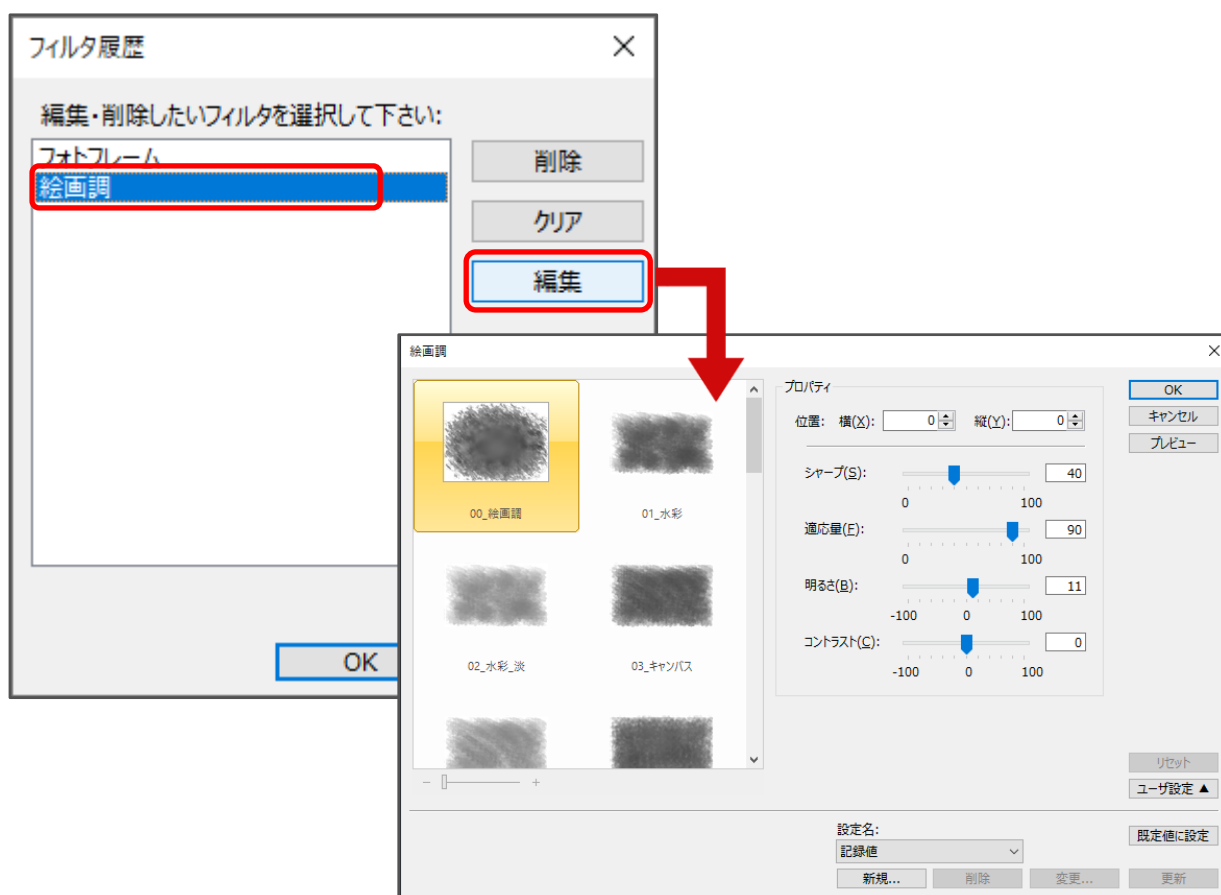 フィルタ履歴
編集・削除したいフィルタを選択して下さい:
フォトフレーム
絵画調
削除
クリア
編集
OK
絵画調
00_絵画調
01_水彩
02_水彩_淡
03_キャンバス
プロパティ
位置: 横(X): 0 縦(Y): 0
シャープ(S): 40
0 100
適応量(F): 90
0 100
明るさ(B): 11
-100 0 100
コントラスト(C): 0
-100 0 100
OK
キャンセル
プレビュー
リセット
ユーザ設定 ▲
設定名:
記録値
既定値に設定
新規... 削除 変更... 更新